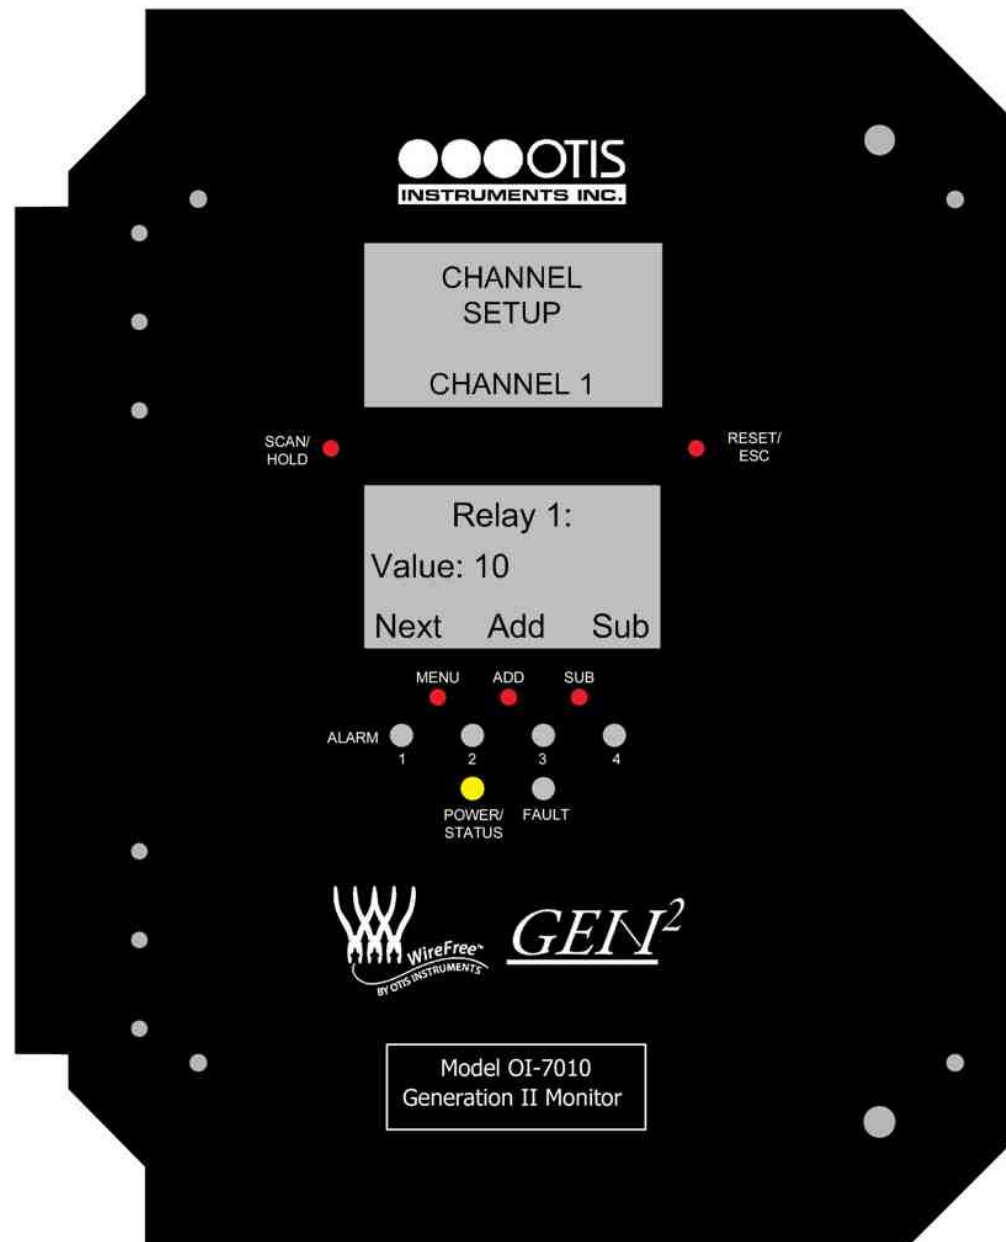 OTIS
INSTRUMENTS INC.
CHANNEL
SETUP
CHANNEL 1
SCAN/
HOLD
RESET/
ESC
Relay 1:
Value: 10
Next Add Sub
MENU ADD SUB
ALARM
1 2 3 4
POWER/
STATUS
FAULT
WireFree™
BY OTIS INSTRUMENTS
GEN²
Model OI-7010
Generation II Monitor